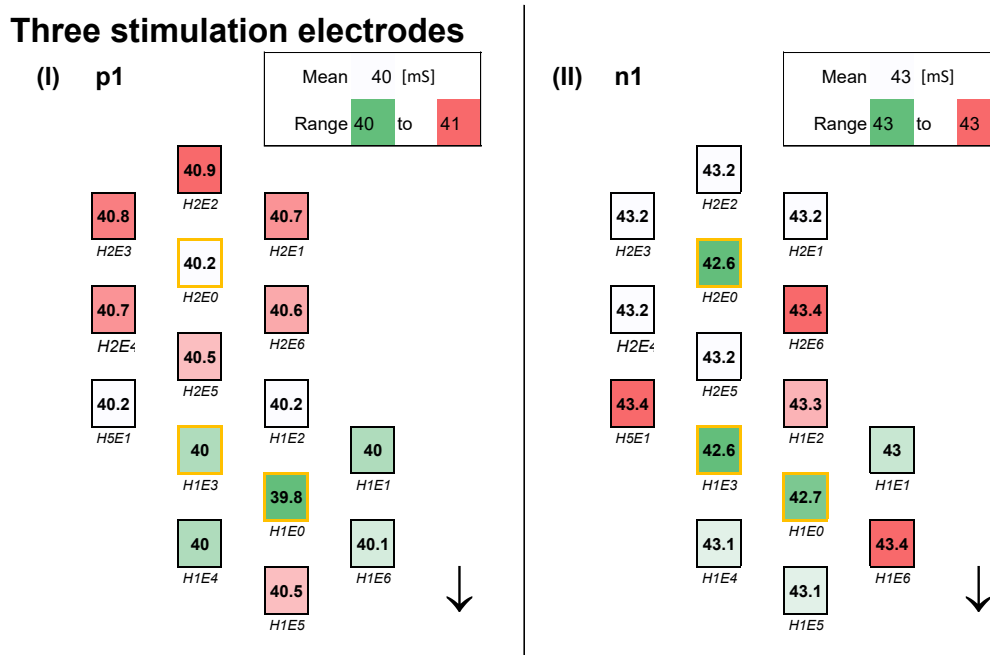 Three stimulation electrodes
(I) p1
Mean 40 [mS]
Range 40 to 41
40.9
H2E2
40.8
H2E3
40.7
H2E1
40.2
H2E0
40.7
H2E4
40.6
H2E6
40.5
H2E5
40.2
H5E1
40.2
H1E2
40
H1E3
40
H1E1
39.8
H1E0
40
H1E4
40.1
H1E6
40.5
H1E5
(II) n1
Mean 43 [mS]
Range 43 to 43
43.2
H2E2
43.2
H2E3
43.2
H2E1
42.6
H2E0
43.2
H2E4
43.4
H2E6
43.2
H2E5
43.4
H5E1
43.3
H1E2
42.6
H1E3
43
H1E1
42.7
H1E0
43.1
H1E4
43.4
H1E6
43.1
H1E5